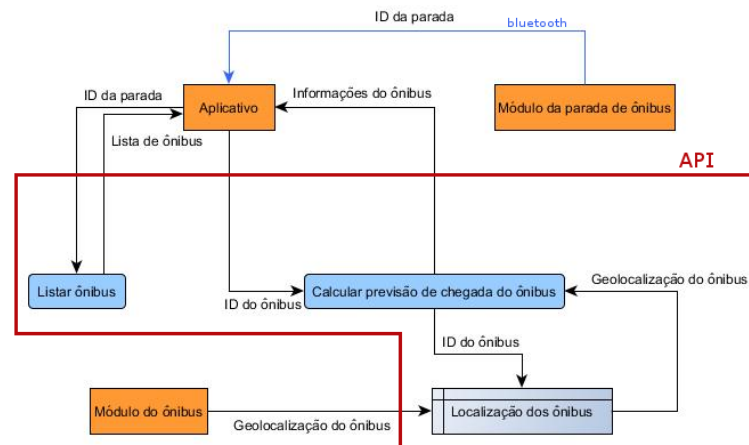 ID da parada
bluetooth
ID da parada
Aplicativo
Informações do ônibus
Módulo da parada de ônibus
Lista de ônibus
API
Listar ônibus
ID do ônibus
Calcular previsão de chegada do ônibus
Geolocalização do ônibus
ID do ônibus
Módulo do ônibus
Geolocalização do ônibus
Localização dos ônibus